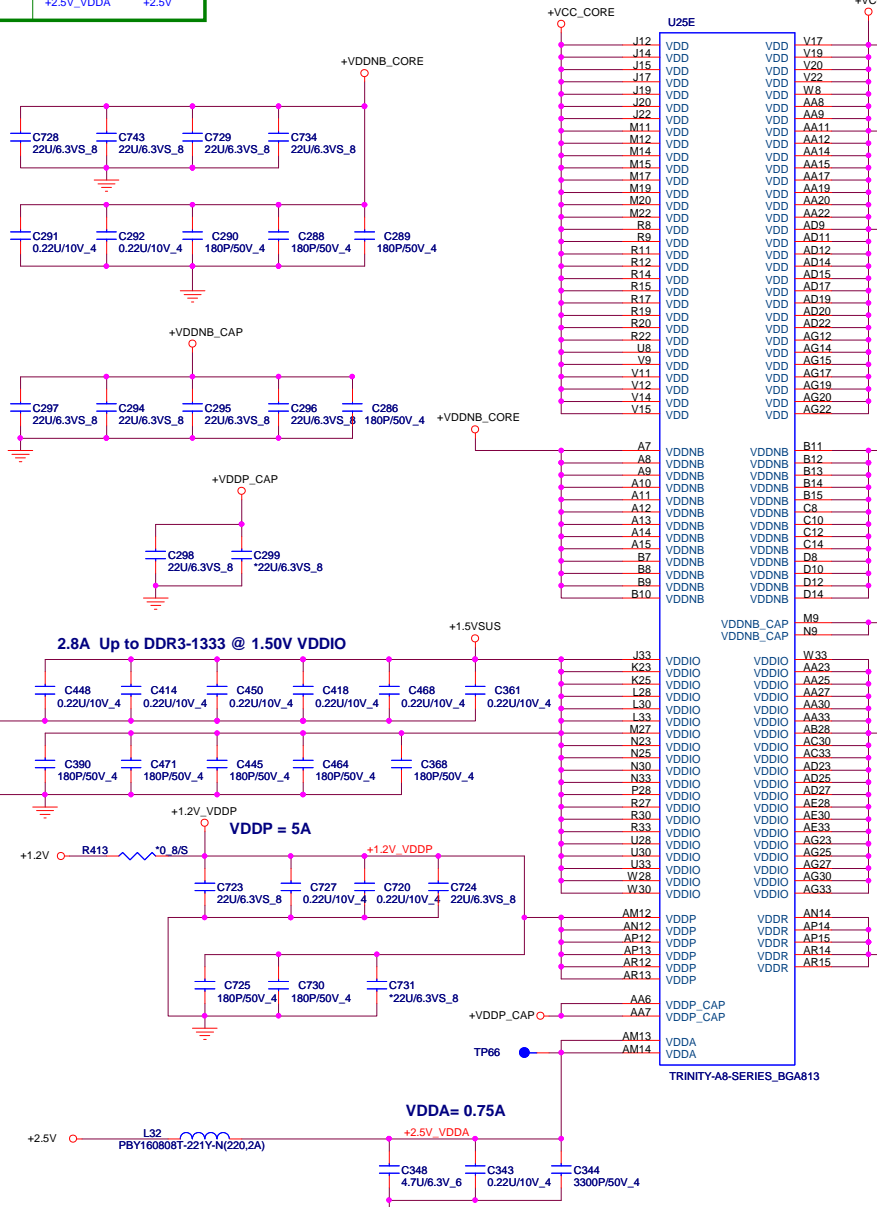 +2.5V_VDDA +2.5V
+VDDNB_CORE
C728
22U/6.3VS_8
C743
22U/6.3VS_8
C729
22U/6.3VS_8
C734
22U/6.3VS_8
C291
0.22U/10V_4
C292
0.22U/10V_4
C290
180P/50V_4
C288
180P/50V_4
C289
180P/50V_4
+VDDNB_CAP
C297
22U/6.3VS_8
C294
22U/6.3VS_8
C295
22U/6.3VS_8
C296
22U/6.3VS_8
C286
180P/50V_4
+VDDP_CAP
C298
22U/6.3VS_8
C299
*22U/6.3VS_8
2.8A Up to DDR3-1333 @ 1.50V VDDIO
+1.5VSUS
C448
0.22U/10V_4
C414
0.22U/10V_4
C450
0.22U/10V_4
C418
0.22U/10V_4
C468
0.22U/10V_4
C361
0.22U/10V_4
C390
180P/50V_4
C471
180P/50V_4
C445
180P/50V_4
C464
180P/50V_4
C368
180P/50V_4
+1.2V_VDDP
VDDP = 5A
+1.2V R413 *0_8/S
+1.2V_VDDP
C723
22U/6.3VS_8
C727
0.22U/10V_4
C720
0.22U/10V_4
C724
22U/6.3VS_8
C725
180P/50V_4
C730
180P/50V_4
C731
*22U/6.3VS_8
+VDDP_CAP
TP66
VDDA= 0.75A
+2.5V L32
PBY160808T-221Y-N(220,2A)
+2.5V_VDDA
C348
4.7U/6.3V_6
C343
0.22U/10V_4
C344
3300P/50V_4
+VCC_CORE
U25E
+VC
+VDDNB_CORE
J12 VDD VDD V17
J14 VDD VDD V19
J15 VDD VDD V20
J17 VDD VDD V22
J19 VDD VDD W8
J20 VDD VDD AA8
J22 VDD VDD AA9
M11 VDD VDD AA11
M12 VDD VDD AA12
M14 VDD VDD AA14
M15 VDD VDD AA15
M17 VDD VDD AA17
M19 VDD VDD AA19
M20 VDD VDD AA20
M22 VDD VDD AA22
R8 VDD VDD AD9
R9 VDD VDD AD11
R11 VDD VDD AD12
R12 VDD VDD AD14
R14 VDD VDD AD15
R15 VDD VDD AD17
R17 VDD VDD AD19
R19 VDD VDD AD20
R20 VDD VDD AD22
R22 VDD VDD AG12
U8 VDD VDD AG14
V9 VDD VDD AG15
V11 VDD VDD AG17
V12 VDD VDD AG19
V14 VDD VDD AG20
V15 VDD VDD AG22
A7 VDDNB VDDNB B11
A8 VDDNB VDDNB B12
A9 VDDNB VDDNB B13
A10 VDDNB VDDNB B14
A11 VDDNB VDDNB B15
A12 VDDNB VDDNB C8
A13 VDDNB VDDNB C10
A14 VDDNB VDDNB C12
A15 VDDNB VDDNB C14
B7 VDDNB VDDNB D8
B8 VDDNB VDDNB D10
B9 VDDNB VDDNB D12
B10 VDDNB VDDNB D14
VDDNB_CAP M9
VDDNB_CAP N9
J33 VDDIO VDDIO W33
K23 VDDIO VDDIO AA23
K25 VDDIO VDDIO AA25
L28 VDDIO VDDIO AA27
L30 VDDIO VDDIO AA30
L33 VDDIO VDDIO AA33
M27 VDDIO VDDIO AB28
N23 VDDIO VDDIO AC30
N25 VDDIO VDDIO AC33
N30 VDDIO VDDIO AD23
N33 VDDIO VDDIO AD25
P28 VDDIO VDDIO AD27
R27 VDDIO VDDIO AE28
R30 VDDIO VDDIO AE30
R33 VDDIO VDDIO AE33
U28 VDDIO VDDIO AG23
U30 VDDIO VDDIO AG25
U33 VDDIO VDDIO AG27
W28 VDDIO VDDIO AG30
W30 VDDIO VDDIO AG33
AM12 VDDP VDDR AN14
AN12 VDDP VDDR AP14
AP12 VDDP VDDR AP15
AP13 VDDP VDDR AR14
AR12 VDDP VDDR AR15
AR13 VDDP
AA6 VDDP_CAP
AA7 VDDP_CAP
AM13 VDDA
AM14 VDDA
TRINITY-A8-SERIES_BGA813